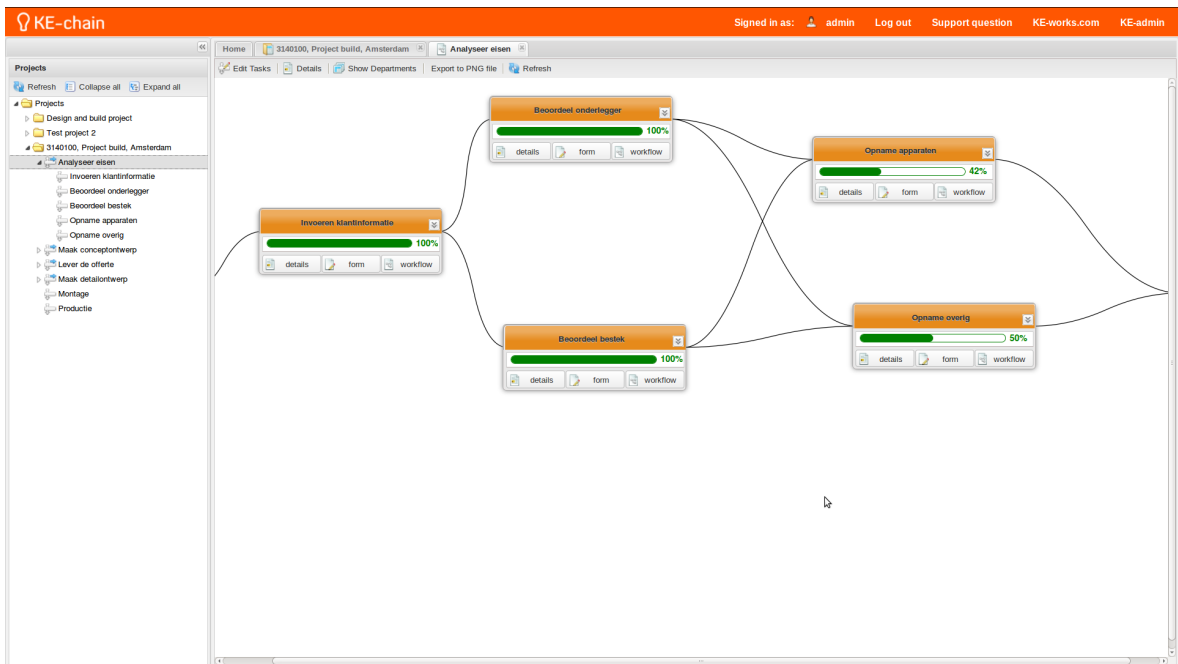 KE-chain
Signed in as: admin Log out Support question KE-works.com KE-admin
Home 3140100, Project build, Amsterdam Analyseer eisen
Projects
Edit Tasks Details Show Departments Export to PNG file Refresh
Refresh Collapse all Expand all
Projects
Design and build project
Test project 2
3140100, Project build, Amsterdam
Analyseer eisen
Invoeren klantinformatie
Beoordeel onderlegger
Beoordeel bestek
Opname apparaten
Opname overig
Maak conceptontwerp
Lever de offerte
Maak detailontwerp
Montage
Productie
Invoeren klantinformatie
100%
details form workflow
Beoordeel onderlegger
100%
details form workflow
Beoordeel bestek
100%
details form workflow
Opname apparaten
42%
details form workflow
Opname overig
50%
details form workflow